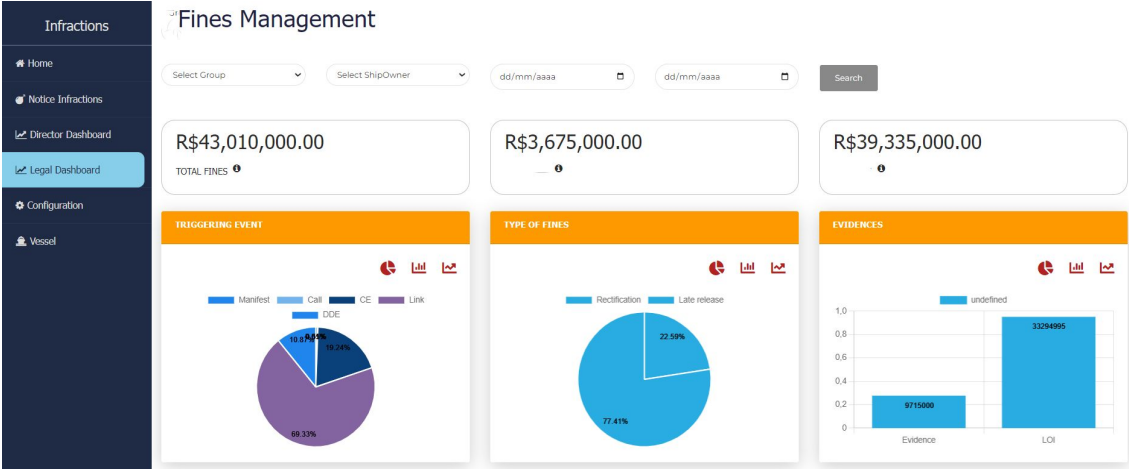 Infractions
Home
Notice Infractions
Director Dashboard
Legal Dashboard
Configuration
Vessel
Fines Management
Select Group
Select ShipOwner
dd/mm/aaaa
dd/mm/aaaa
Search
R$43,010,000.00
TOTAL FINES
R$3,675,000.00
R$39,335,000.00
TRIGGERING EVENT
Manifest Call CE Link
DDE
10.87%
19.24%
69.33%
TYPE OF FINES
Rectification Late release
22.59%
77.41%
EVIDENCES
undefined
1,0
0,8
0,6
0,4
0,2
0
33294995
9715000
Evidence LOI